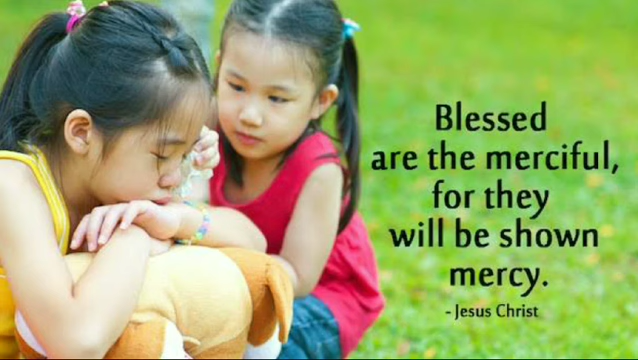 Blessed
are the merciful,
for they
will be shown
mercy.
- Jesus Christ